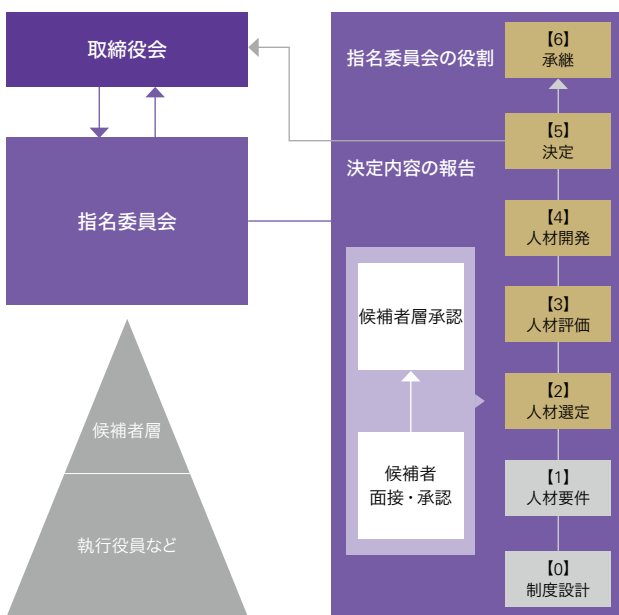 取締役会
指名委員会
候補者層
執行役員など
指名委員会の役割
決定内容の報告
候補者層承認
候補者
面接・承認
【6】
承継
【5】
決定
【4】
人材開発
【3】
人材評価
【2】
人材選定
【1】
人材要件
【0】
制度設計